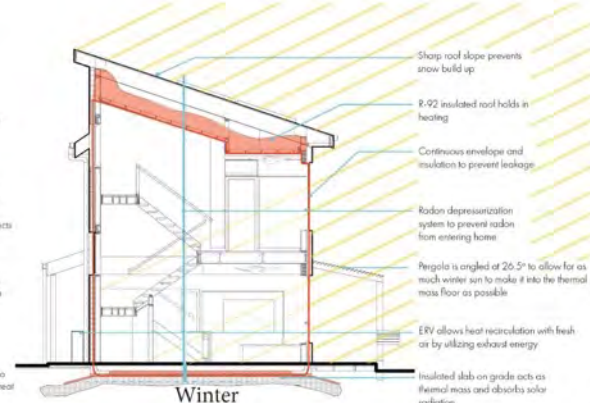 Sharp roof slope prevents
snow build up
R-92 insulated roof holds in
heating
Continuous envelope and
insulation to prevent leakage
Radon depressurization
system to prevent radon
from entering home
Pergola is angled at 26.5° to allow for as
much winter sun to make it into the thermal
mass floor as possible
ERV allows heat recirculation with fresh
air by utilizing exhaust energy
Insulated slab on grade acts as
thermal mass and absorbs solar
radiation
Winter